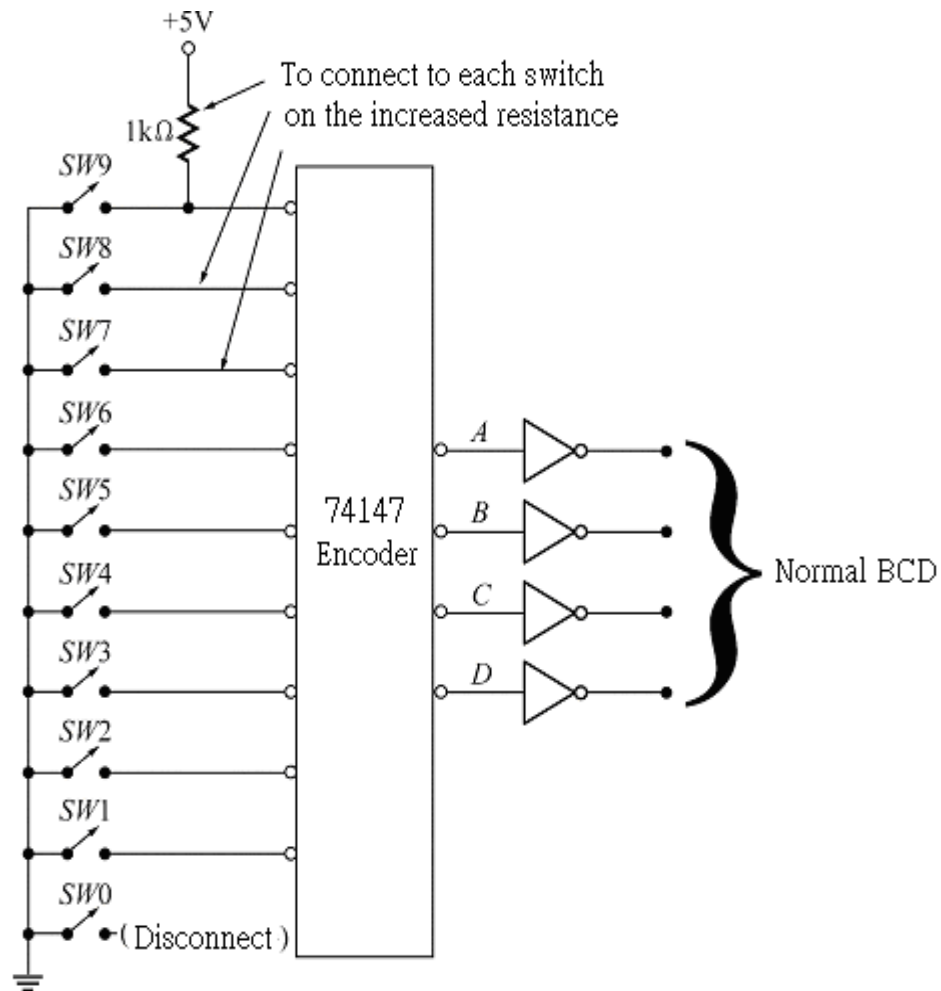 +5V
To connect to each switch
on the increased resistance
1kΩ
SW9
SW8
SW7
SW6
A
SW5
74147
Encoder
B
Normal BCD
SW4
C
SW3
D
SW2
SW1
SW0
(Disconnect)